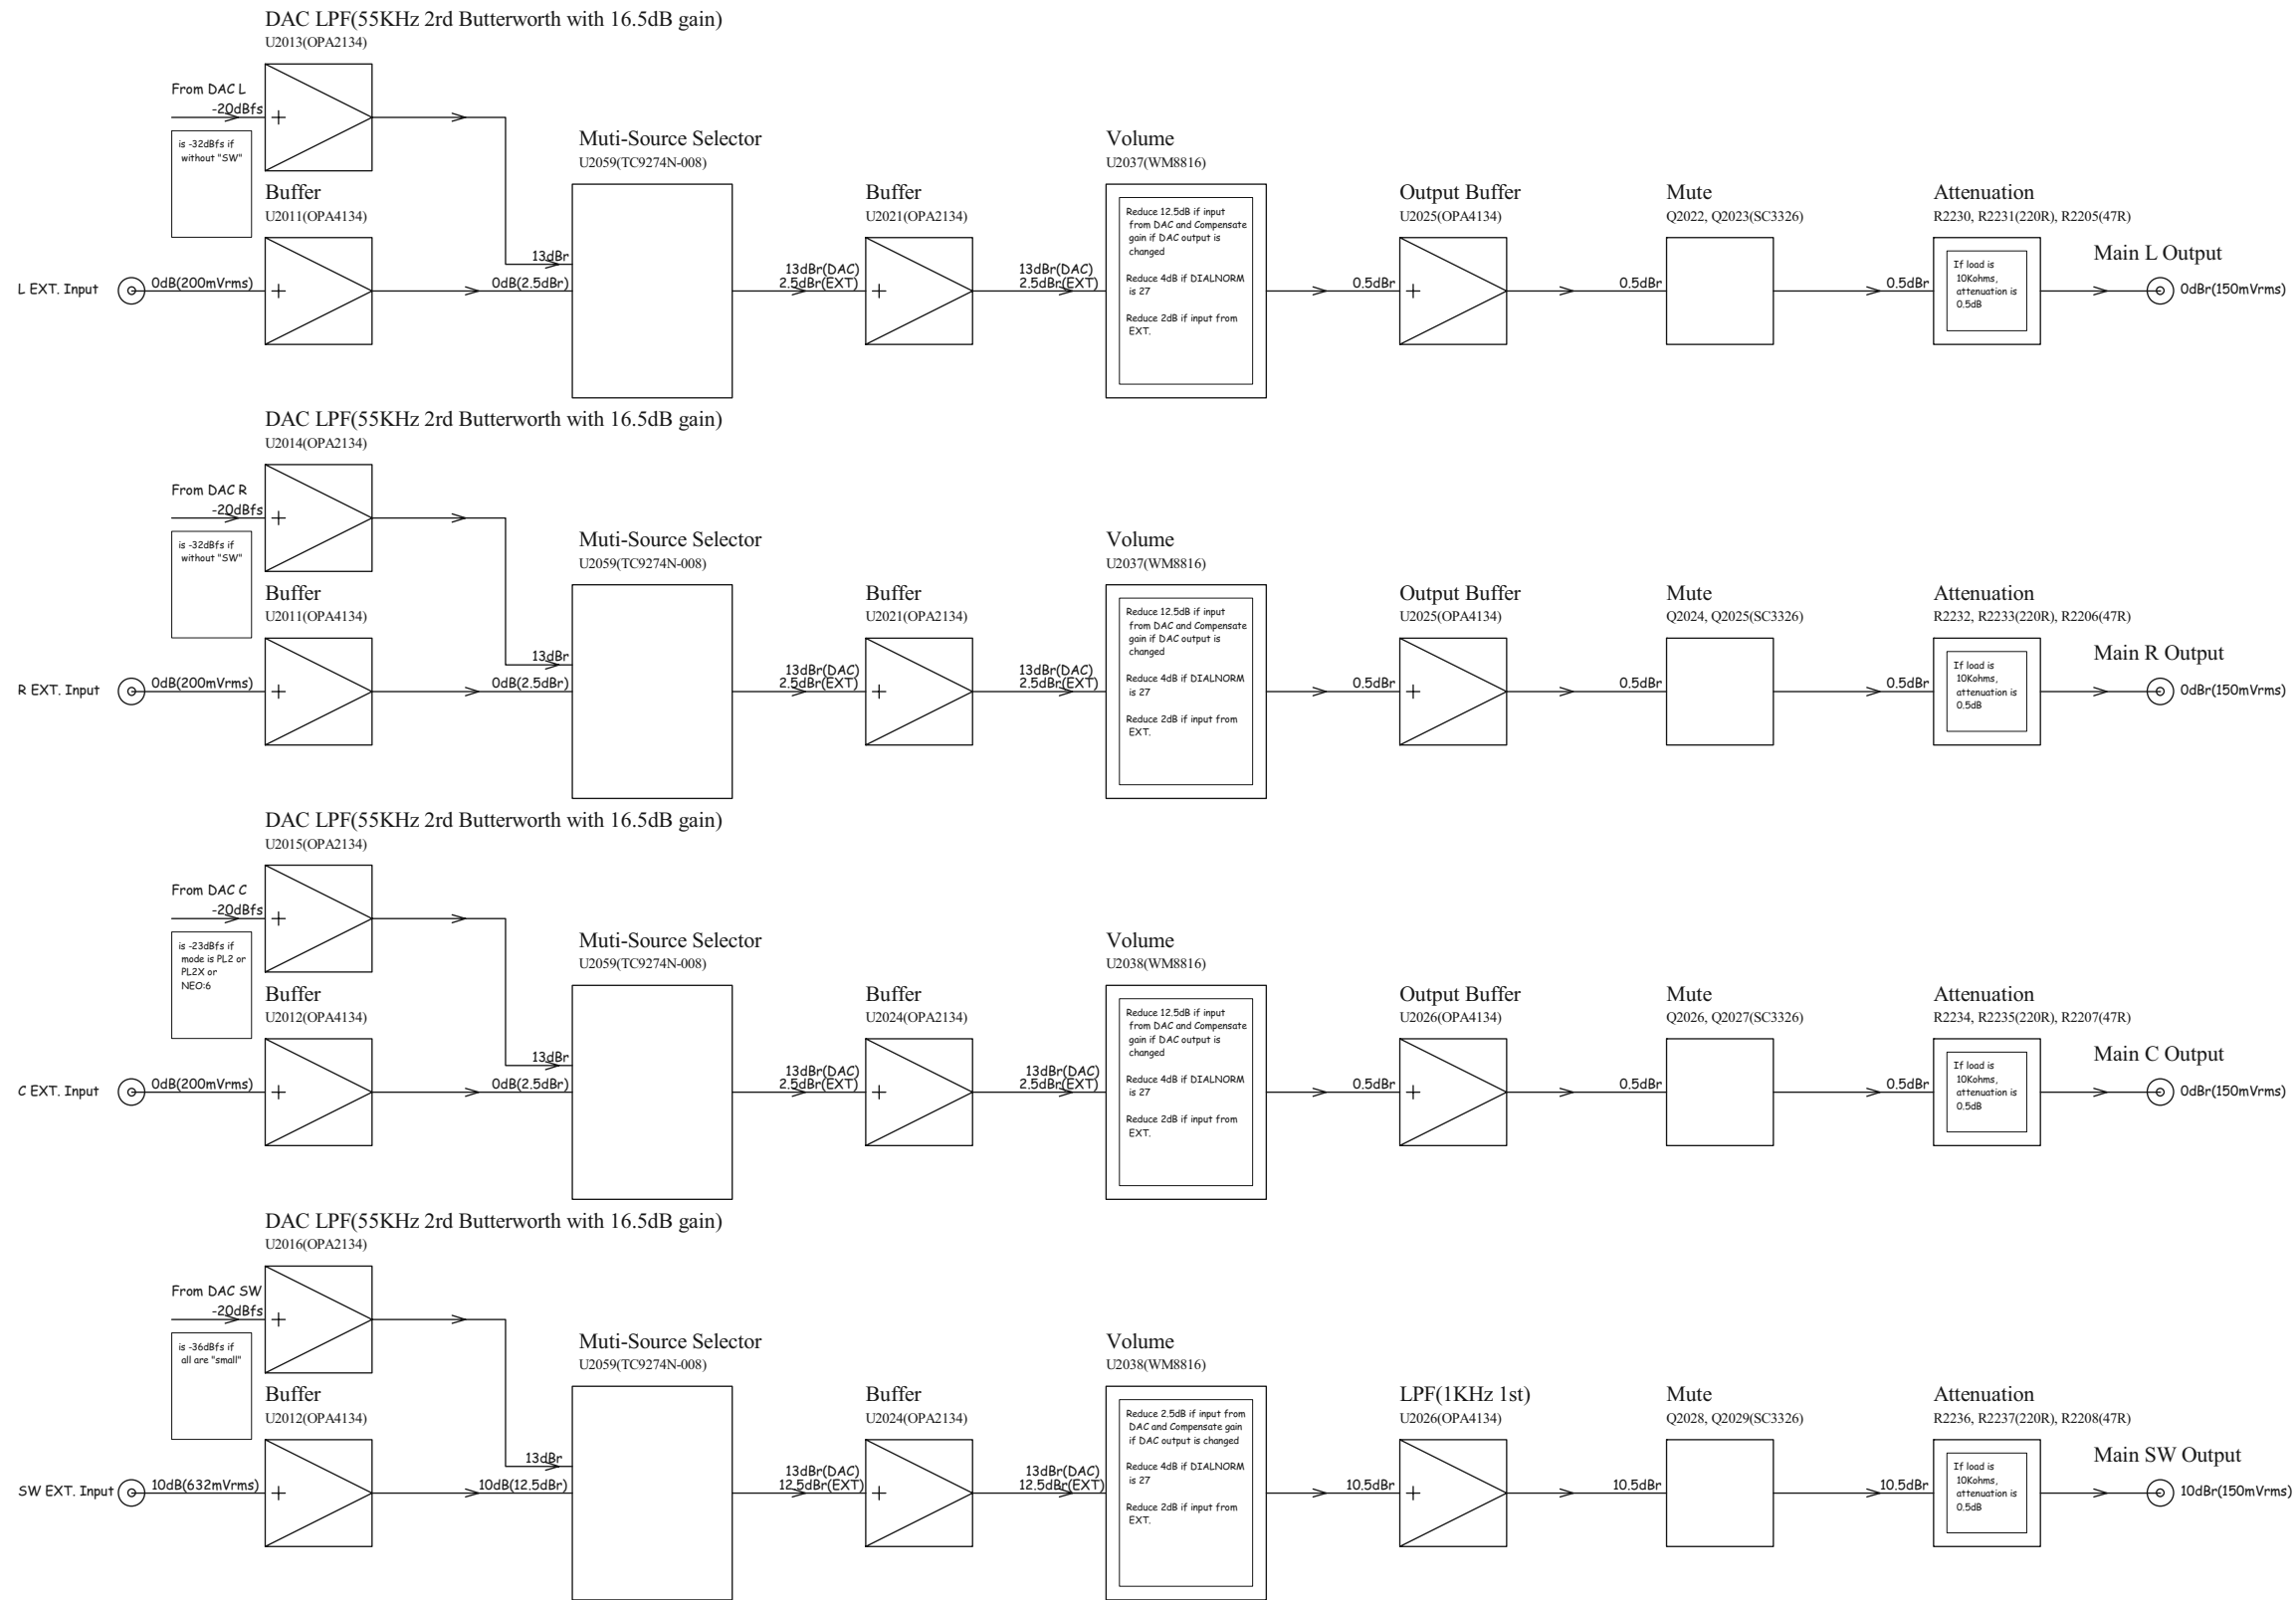 DAC LPF(55KHz 2rd Butterworth with 16.5dB gain)
U2013(OPA2134)
From DAC L
-20dBfs
is -32dBfs if
without "SW"
Muti-Source Selector
U2059(TC9274N-008)
Volume
U2037(WM8816)
Buffer
U2011(OPA4134)
Buffer
U2021(OPA2134)
Output Buffer
U2025(OPA4134)
Mute
Q2022, Q2023(SC3326)
Attenuation
R2230, R2231(220R), R2205(47R)
Main L Output
L EXT. Input
0dB(200mVrms)
13dBr
0dB(2.5dBr)
13dBr(DAC)
2.5dBr(EXT)
13dBr(DAC)
2.5dBr(EXT)
Reduce 12.5dB if input
from DAC and Compensate
gain if DAC output is
changed
Reduce 4dB if DIALNORM
is 27
Reduce 2dB if input from
EXT.
0.5dBr
0.5dBr
0.5dBr
If load is
10Kohms,
attenuation is
0.5dB
0dBr(150mVrms)
DAC LPF(55KHz 2rd Butterworth with 16.5dB gain)
U2014(OPA2134)
From DAC R
-20dBfs
is -32dBfs if
without "SW"
Muti-Source Selector
U2059(TC9274N-008)
Volume
U2037(WM8816)
Buffer
U2011(OPA4134)
Buffer
U2021(OPA2134)
Output Buffer
U2025(OPA4134)
Mute
Q2024, Q2025(SC3326)
Attenuation
R2232, R2233(220R), R2206(47R)
Main R Output
R EXT. Input
0dB(200mVrms)
13dBr
0dB(2.5dBr)
13dBr(DAC)
2.5dBr(EXT)
13dBr(DAC)
2.5dBr(EXT)
Reduce 12.5dB if input
from DAC and Compensate
gain if DAC output is
changed
Reduce 4dB if DIALNORM
is 27
Reduce 2dB if input from
EXT.
0.5dBr
0.5dBr
0.5dBr
If load is
10Kohms,
attenuation is
0.5dB
0dBr(150mVrms)
DAC LPF(55KHz 2rd Butterworth with 16.5dB gain)
U2015(OPA2134)
From DAC C
-20dBfs
is -23dBfs if
mode is PL2 or
PL2X or
NEO:6
Muti-Source Selector
U2059(TC9274N-008)
Volume
U2038(WM8816)
Buffer
U2012(OPA4134)
Buffer
U2024(OPA2134)
Output Buffer
U2026(OPA4134)
Mute
Q2026, Q2027(SC3326)
Attenuation
R2234, R2235(220R), R2207(47R)
Main C Output
C EXT. Input
0dB(200mVrms)
13dBr
0dB(2.5dBr)
13dBr(DAC)
2.5dBr(EXT)
13dBr(DAC)
2.5dBr(EXT)
Reduce 12.5dB if input
from DAC and Compensate
gain if DAC output is
changed
Reduce 4dB if DIALNORM
is 27
Reduce 2dB if input from
EXT.
0.5dBr
0.5dBr
0.5dBr
If load is
10Kohms,
attenuation is
0.5dB
0dBr(150mVrms)
DAC LPF(55KHz 2rd Butterworth with 16.5dB gain)
U2016(OPA2134)
From DAC SW
-20dBfs
is -36dBfs if
all are "small"
Muti-Source Selector
U2059(TC9274N-008)
Volume
U2038(WM8816)
Buffer
U2012(OPA4134)
Buffer
U2024(OPA2134)
LPF(1KHz 1st)
U2026(OPA4134)
Mute
Q2028, Q2029(SC3326)
Attenuation
R2236, R2237(220R), R2208(47R)
Main SW Output
SW EXT. Input
10dB(632mVrms)
13dBr
10dB(12.5dBr)
13dBr(DAC)
12.5dBr(EXT)
13dBr(DAC)
12.5dBr(EXT)
Reduce 2.5dB if input from
DAC and Compensate gain
if DAC output is changed
Reduce 4dB if DIALNORM
is 27
Reduce 2dB if input from
EXT.
10.5dBr
10.5dBr
10.5dBr
If load is
10Kohms,
attenuation is
0.5dB
10dBr(150mVrms)